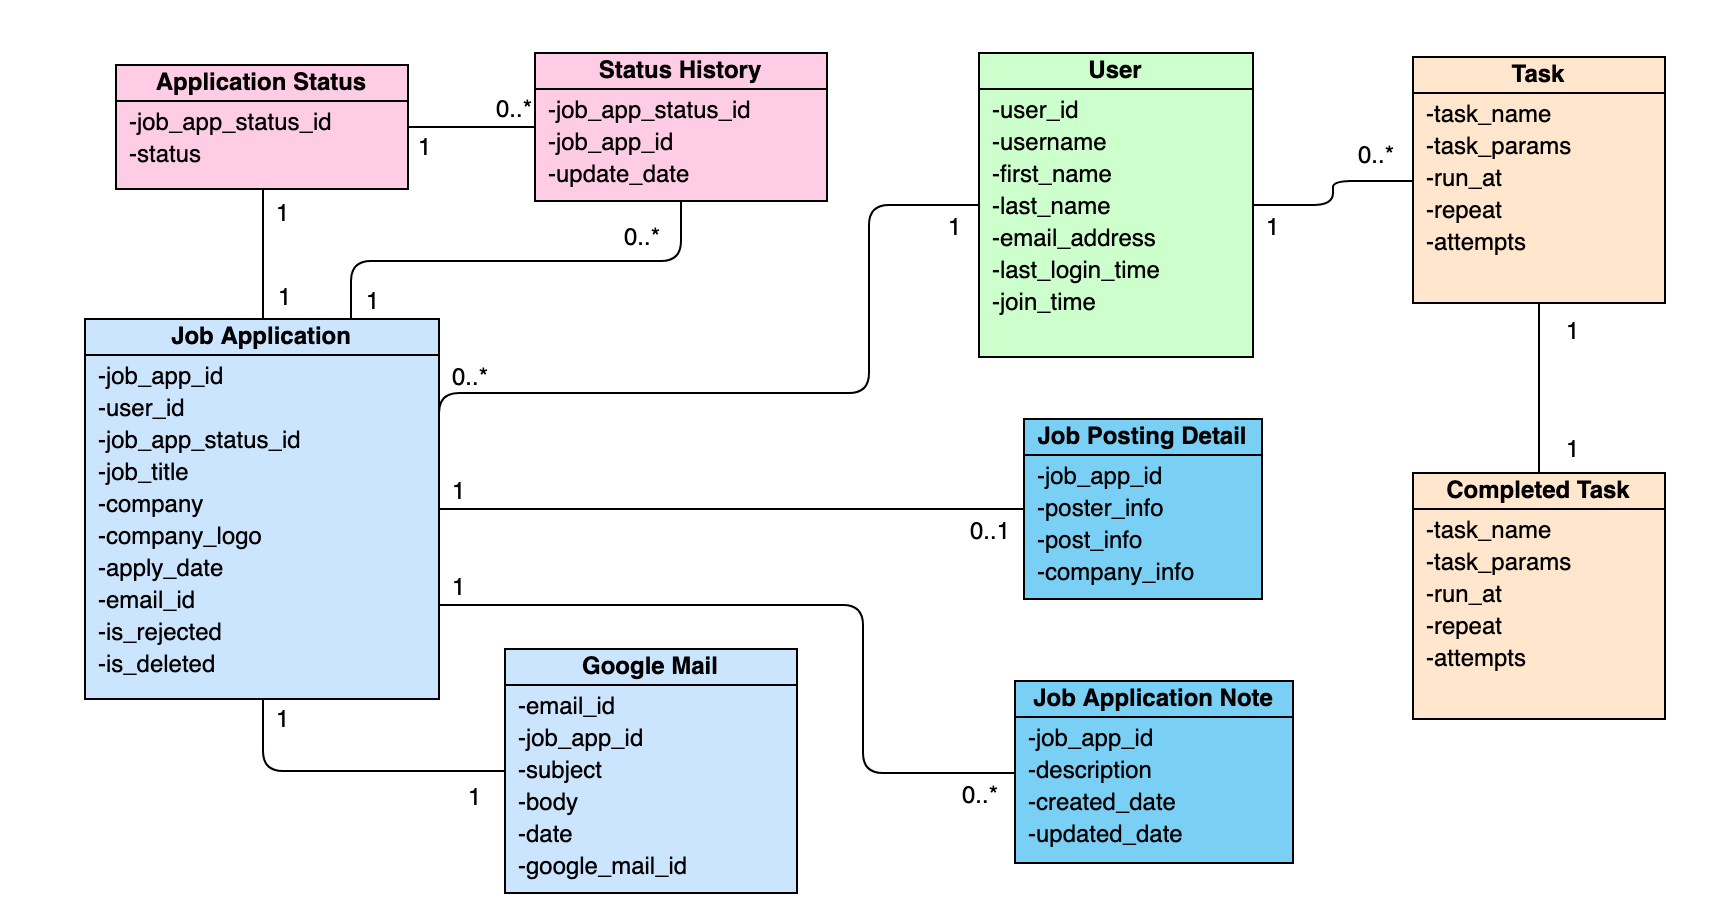 Application Status
-job_app_status_id
-status
1
1
1
0..*
Status History
-job_app_status_id
-job_app_id
-update_date
0..*
1
User
-user_id
-username
-first_name
-last_name
-email_address
-last_login_time
-join_time
1
1
0..*
Task
-task_name
-task_params
-run_at
-repeat
-attempts
1
1
Completed Task
-task_name
-task_params
-run_at
-repeat
-attempts
Job Application
-job_app_id
-user_id
-job_app_status_id
-job_title
-company
-company_logo
-apply_date
-email_id
-is_rejected
-is_deleted
0..*
1
0..1
Job Posting Detail
-job_app_id
-poster_info
-post_info
-company_info
1
0..*
Job Application Note
-job_app_id
-description
-created_date
-updated_date
1
1
Google Mail
-email_id
-job_app_id
-subject
-body
-date
-google_mail_id